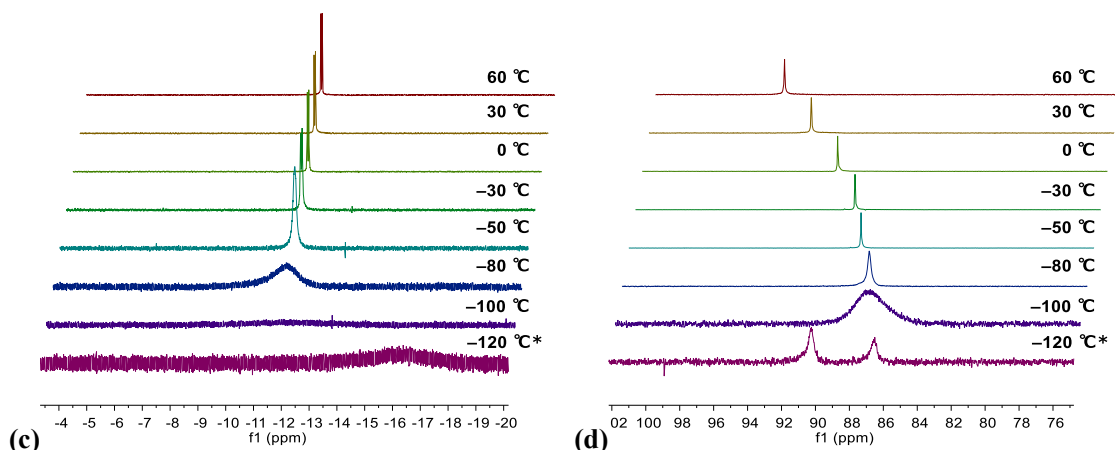 60 ℃
30 ℃
0 ℃
–30 ℃
–50 ℃
–80 ℃
–100 ℃
–120 ℃*
-4 -5 -6 -7 -8 -9 -10 -11 -12 -13 -14 -15 -16 -17 -18 -19 -20
f1 (ppm)
(c)
60 ℃
30 ℃
0 ℃
–30 ℃
–50 ℃
–80 ℃
–100 ℃
–120 ℃*
02 100 98 96 94 92 90 88 86 84 82 80 78 76
f1 (ppm)
(d)